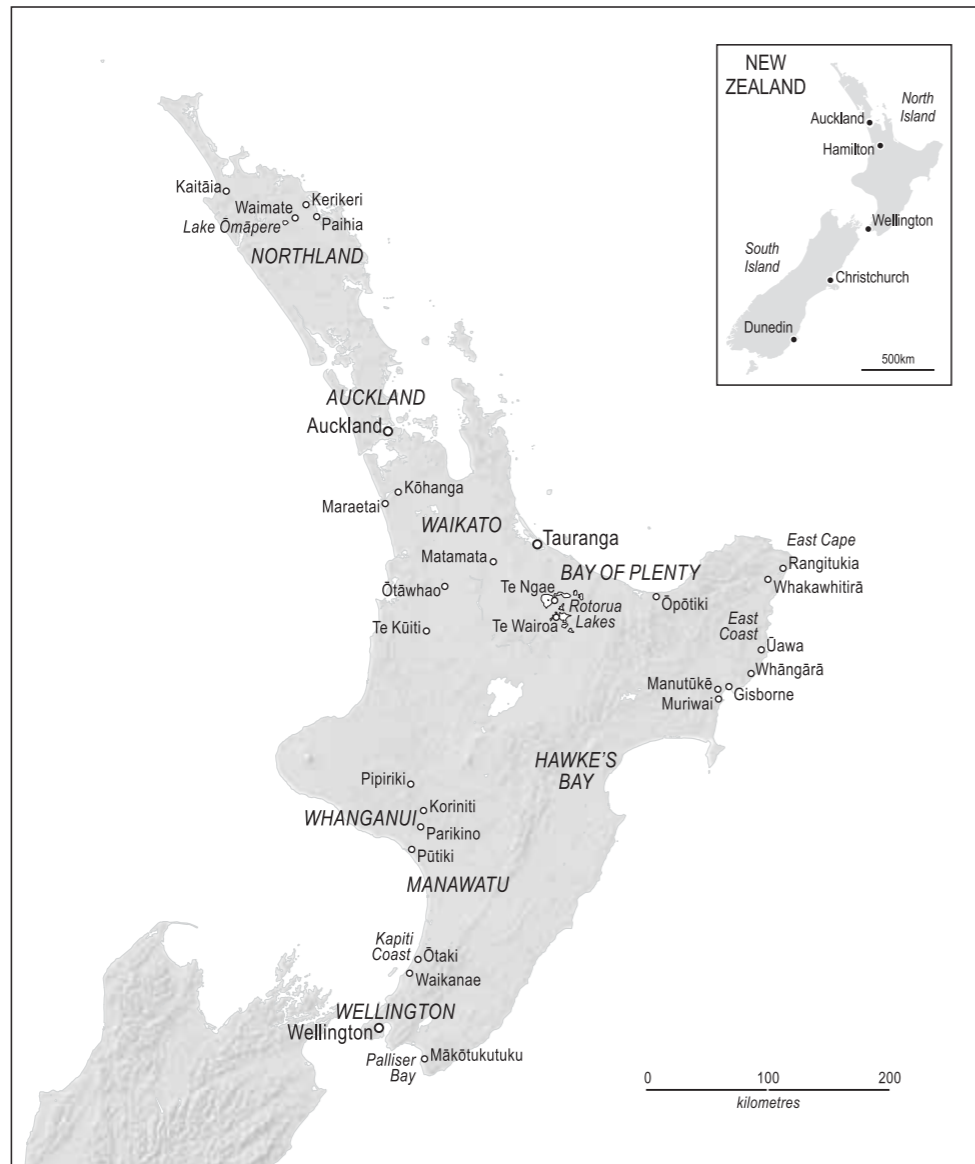 NEW
ZEALAND
North
Island
Auckland
Hamilton
Wellington
South
Island
Christchurch
Dunedin
500km
Kaitāia
Kerikeri
Waimate
Paihia
Lake Ōmāpere
NORTHLAND
AUCKLAND
Auckland
Kōhanga
Maraetai
WAIKATO
Tauranga
Matamata
BAY OF PLENTY
East Cape
Rangitukia
Whakawhitirā
Ōtāwhao
Te Ngae
Rotorua
Lakes
Ōpōtiki
Te Kūiti
Te Wairoa
East
Coast
Ūawa
Whāngārā
Manutūkē
Gisborne
Muriwai
HAWKE'S
BAY
Pipiriki
Koriniti
WHANGANUI
Parikino
Pūtiki
MANAWATU
Kapiti
Coast
Ōtaki
Waikanae
WELLINGTON
Wellington
Palliser
Bay
Mākōtukutuku
0 100 200
kilometres